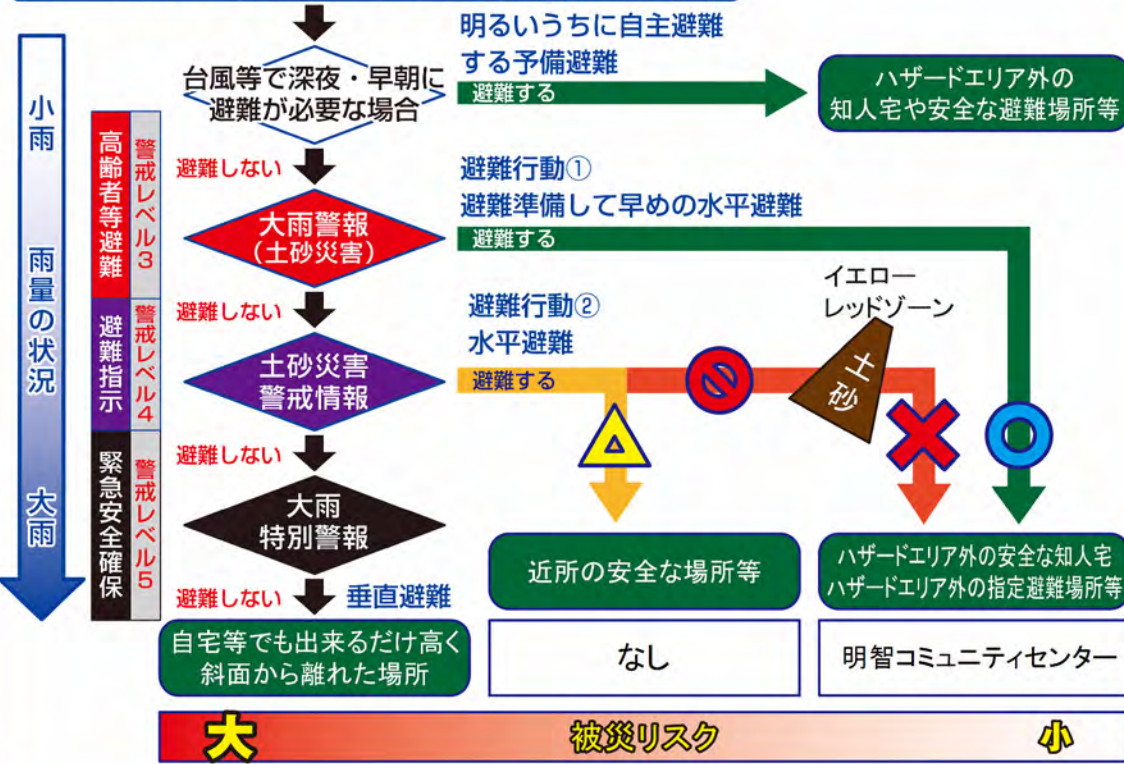 小雨
雨量の状況
大雨
高齢者等避難
警戒レベル3
避難指示
警戒レベル4
緊急安全確保
警戒レベル5
台風等で深夜・早朝に
避難が必要な場合
明るいうちに自主避難
する予備避難
避難する
ハザードエリア外の
知人宅や安全な避難場所等
避難しない
大雨警報
(土砂災害)
避難行動①
避難準備して早めの水平避難
避難する
避難しない
土砂災害
警戒情報
避難行動②
水平避難
避難する
イエロー
レッドゾーン
土砂
避難しない
大雨
特別警報
避難しない
垂直避難
自宅等でも出来るだけ高く
斜面から離れた場所
近所の安全な場所等
なし
ハザードエリア外の安全な知人宅
ハザードエリア外の指定避難場所等
明智コミュニティセンター
大
被災リスク
小